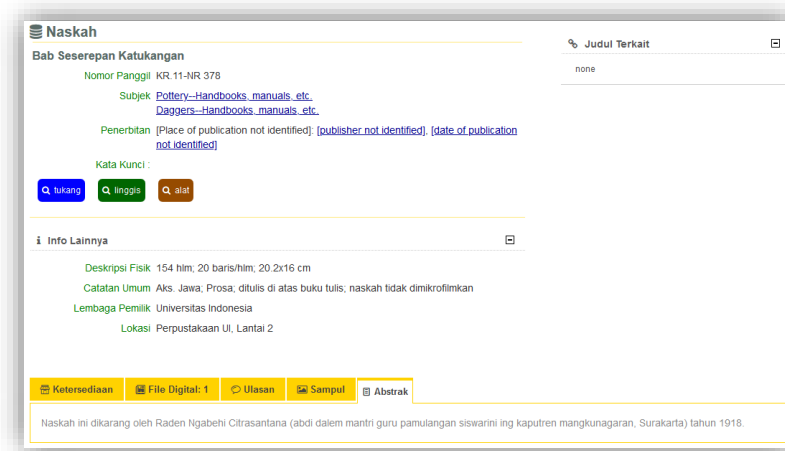 Naskah
Bab Seserepan Katukangan
Nomor Panggil KR.11-NR 378
Subjek Pottery--Handbooks, manuals, etc.
Daggers--Handbooks, manuals, etc.
Penerbitan [Place of publication not identified]: [publisher not identified], [date of publication
not identified]
Kata Kunci :
tukang linggis alat
Info Lainnya
Deskripsi Fisik 154 hlm; 20 baris/hlm; 20.2x16 cm
Catatan Umum Aks. Jawa; Prosa; ditulis di atas buku tulis; naskah tidak dimikrofilmkan
Lembaga Pemilik Universitas Indonesia
Lokasi Perpustakaan UI, Lantai 2
Ketersediaan File Digital: 1 Ulasan Sampul Abstrak
Naskah ini dikarang oleh Raden Ngabehi Citrasantana (abdi dalem mantri guru pamulangan siswarini ing kaputren mangkunagaran, Surakarta) tahun 1918.
Judul Terkait
none